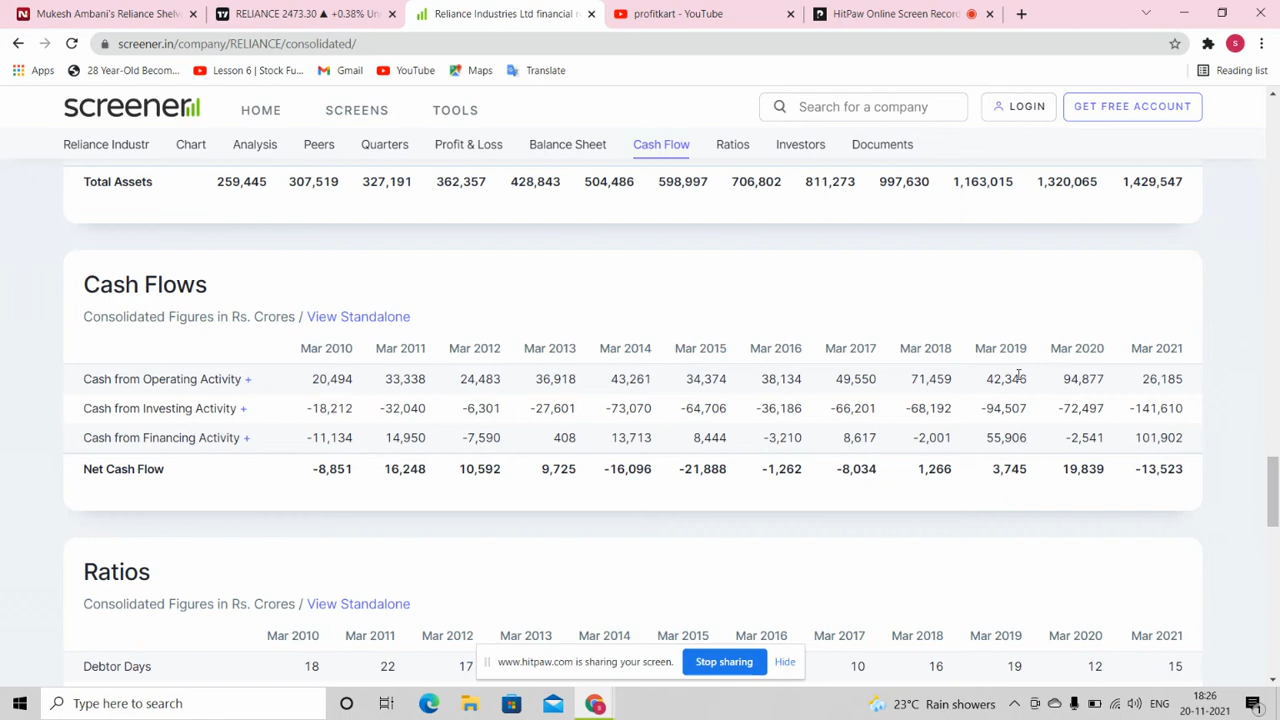 Mukesh Ambani's Reliance Shelv
RELIANCE 2473.30 ▲ +0.38% Un
Reliance Industries Ltd financial r
profitkart - YouTube
HitPaw Online Screen Record
screener.in/company/RELIANCE/consolidated/
Apps 28 Year-Old Becom... Lesson 6 | Stock Fu... Gmail YouTube Maps Translate Reading list
screener HOME SCREENS TOOLS Search for a company LOGIN GET FREE ACCOUNT
Reliance Industr Chart Analysis Peers Quarters Profit & Loss Balance Sheet Cash Flow Ratios Investors Documents
Total Assets 259,445 307,519 327,191 362,357 428,843 504,486 598,997 706,802 811,273 997,630 1,163,015 1,320,065 1,429,547
Cash Flows
Consolidated Figures in Rs. Crores / View Standalone
Mar 2010 Mar 2011 Mar 2012 Mar 2013 Mar 2014 Mar 2015 Mar 2016 Mar 2017 Mar 2018 Mar 2019 Mar 2020 Mar 2021
Cash from Operating Activity + 20,494 33,338 24,483 36,918 43,261 34,374 38,134 49,550 71,459 42,346 94,877 26,185
Cash from Investing Activity + -18,212 -32,040 -6,301 -27,601 -73,070 -64,706 -36,186 -66,201 -68,192 -94,507 -72,497 -141,610
Cash from Financing Activity + -11,134 14,950 -7,590 408 13,713 8,444 -3,210 8,617 -2,001 55,906 -2,541 101,902
Net Cash Flow -8,851 16,248 10,592 9,725 -16,096 -21,888 -1,262 -8,034 1,266 3,745 19,839 -13,523
Ratios
Consolidated Figures in Rs. Crores / View Standalone
Mar 2010 Mar 2011 Mar 2012 Mar 2013 Mar 2014 Mar 2015 Mar 2016 Mar 2017 Mar 2018 Mar 2019 Mar 2020 Mar 2021
Debtor Days 18 22 17 10 16 19 12 15
www.hitpaw.com is sharing your screen. Stop sharing Hide
Type here to search 23°C Rain showers ENG 18:26
20-11-2021